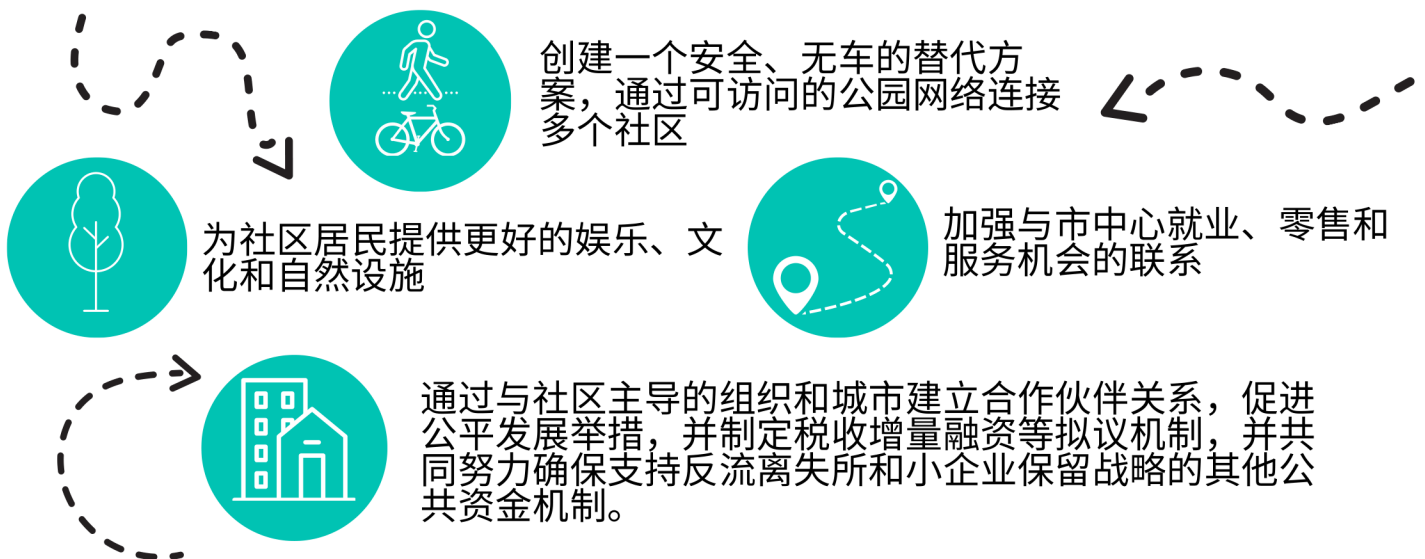 创建一个安全、无车的替代方
案，通过可访问的公园网络连接
多个社区
为社区居民提供更好的娱乐、文
化和自然设施
加强与市中心就业、零售和
服务机会的联系
通过与社区主导的组织和城市建立合作伙伴关系，促进
公平发展举措，并制定税收增量融资等拟议机制，并共
同努力确保支持反流离失所和小企业保留战略的其他公
共资金机制。